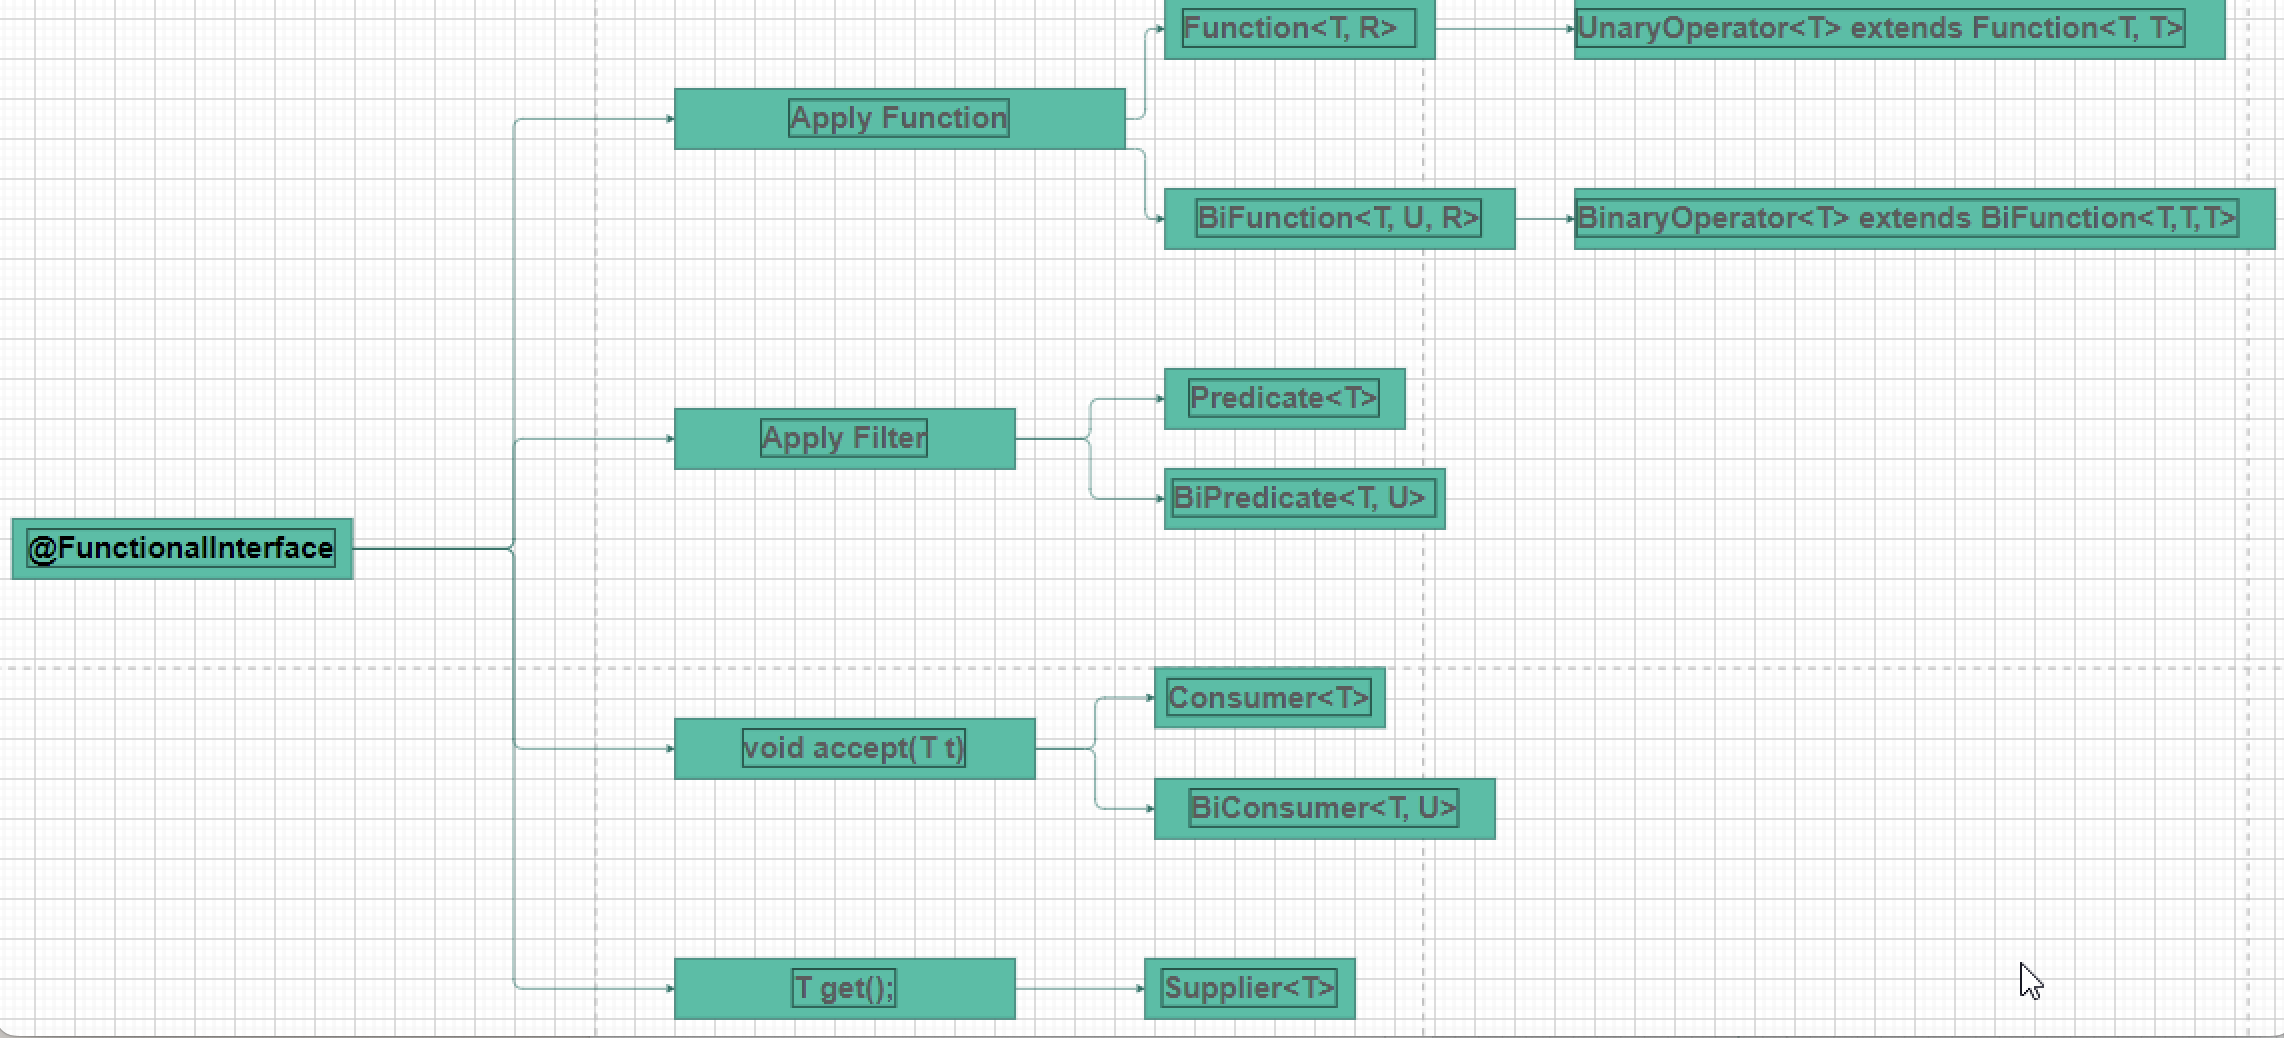 Function<T, R>
UnaryOperator<T> extends Function<T, T>
Apply Function
BiFunction<T, U, R>
BinaryOperator<T> extends BiFunction<T,T,T>
Predicate<T>
Apply Filter
BiPredicate<T, U>
@FunctionalInterface
Consumer<T>
void accept(T t)
BiConsumer<T, U>
T get();
Supplier<T>